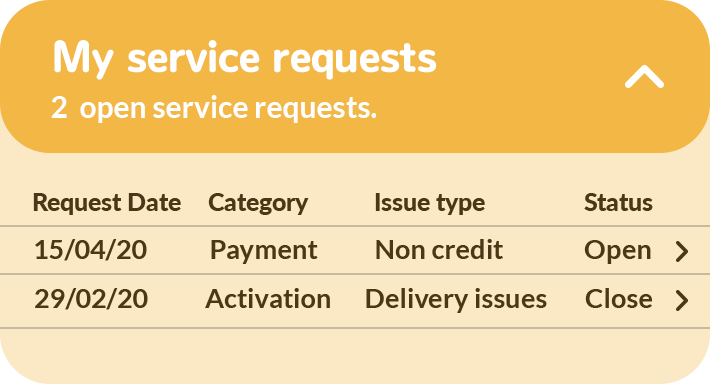 My service requests
2 open service requests.
Request Date Category Issue type Status
15/04/20 Payment Non credit Open
29/02/20 Activation Delivery issues Close